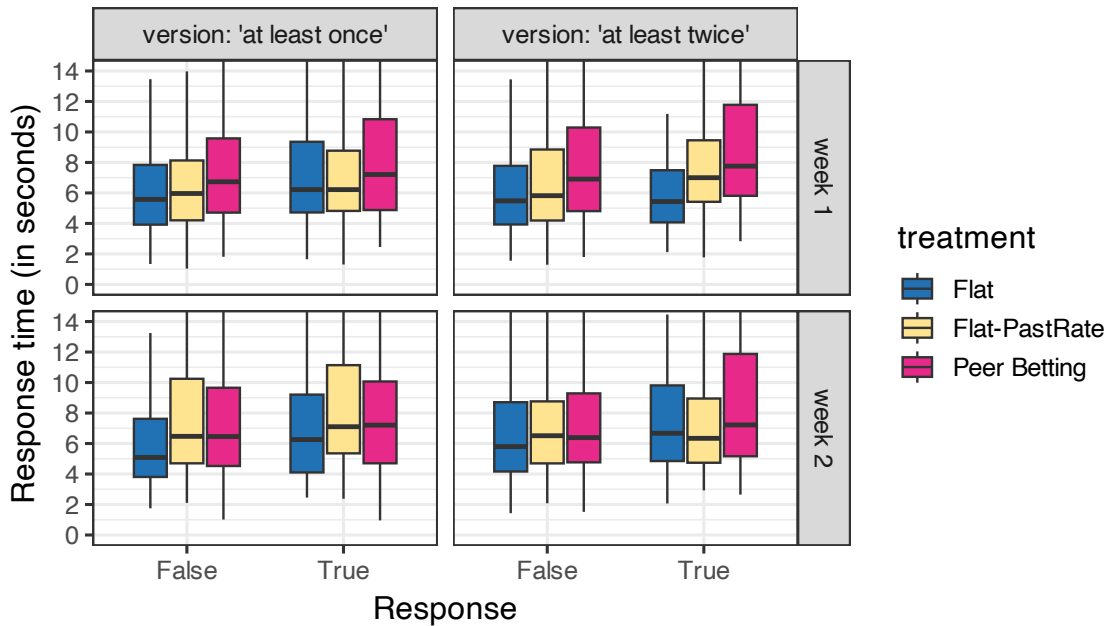 version: 'at least once'
version: 'at least twice'
Response time (in seconds)
14
12
10
8
6
4
2
0
week 1
14
12
10
8
6
4
2
0
week 2
False
True
False
True
Response
treatment
Flat
Flat-PastRate
Peer Betting